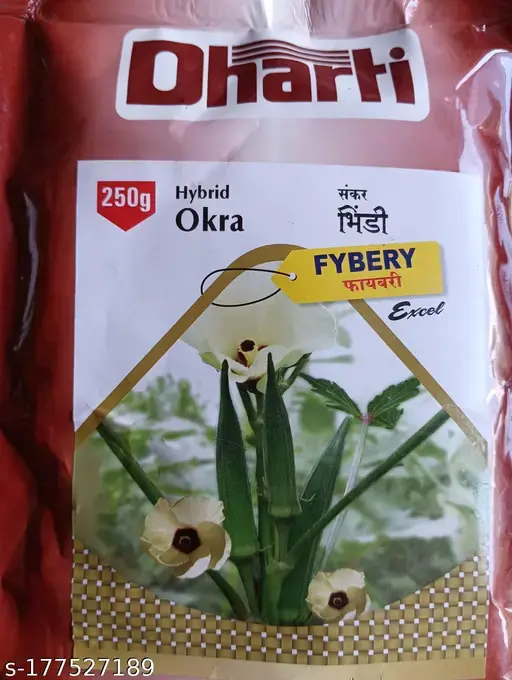 Dharti
250g
Hybrid
Okra
संकर
भिंडी
FYBERY
फायबरी
Excel
S-177527189